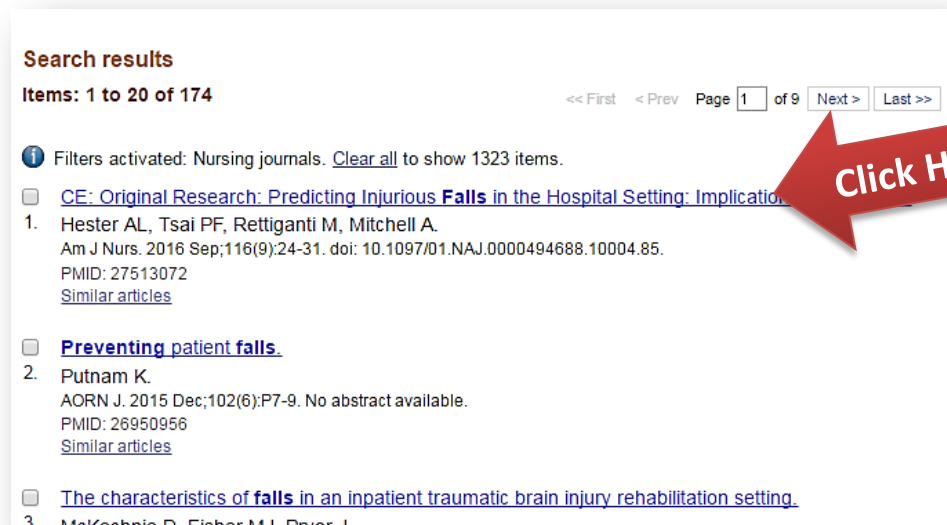 Search results
Items: 1 to 20 of 174
<< First < Prev Page 1 of 9 Next > Last >>
Filters activated: Nursing journals. Clear all to show 1323 items.
CE: Original Research: Predicting Injurious Falls in the Hospital Setting: Implication
Click H
1. Hester AL, Tsai PF, Rettiganti M, Mitchell A.
Am J Nurs. 2016 Sep;116(9):24-31. doi: 10.1097/01.NAJ.0000494688.10004.85.
PMID: 27513072
Similar articles
Preventing patient falls.
2. Putnam K.
AORN J. 2015 Dec;102(6):P7-9. No abstract available.
PMID: 26950956
Similar articles
The characteristics of falls in an inpatient traumatic brain injury rehabilitation setting.
3.